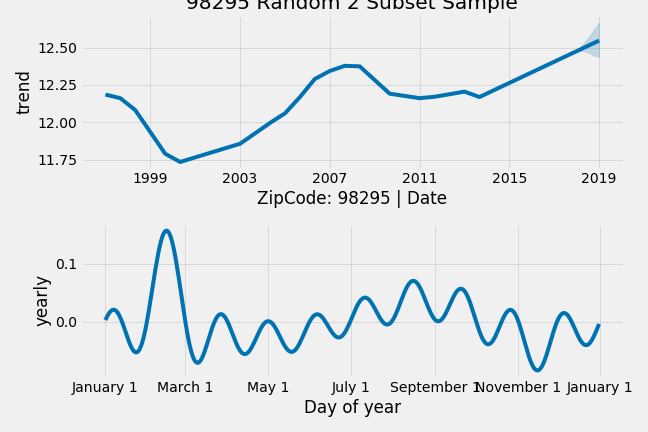 98295 Random 2 Subset Sample
trend
12.50
12.25
12.00
11.75
1999 2003 2007 2011 2015 2019
ZipCode: 98295 | Date
yearly
0.1
0.0
January 1 March 1 May 1 July 1 September 1 November 1 January 1
Day of year